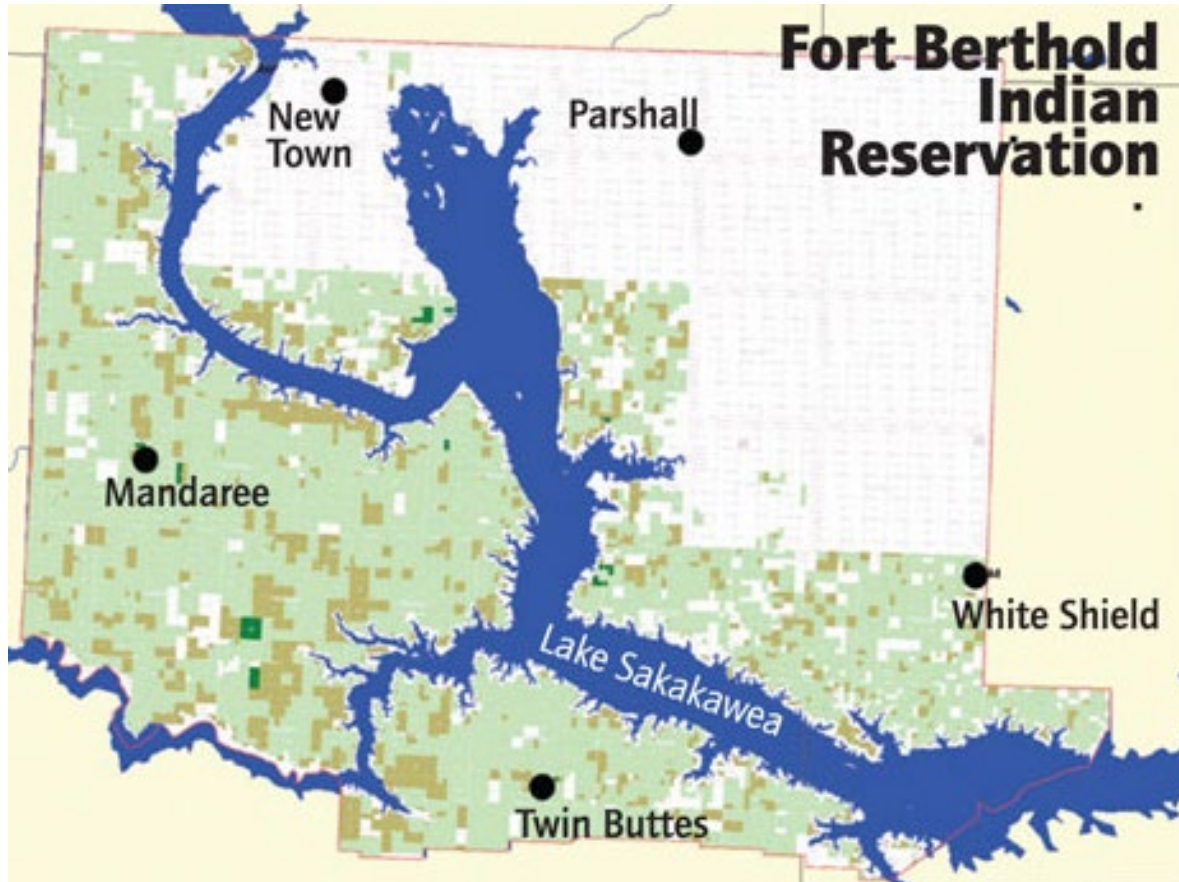 Fort Berthold
Indian
Reservation
New
Town
Parshall
Mandaree
White Shield
Lake Sakakawea
Twin Buttes